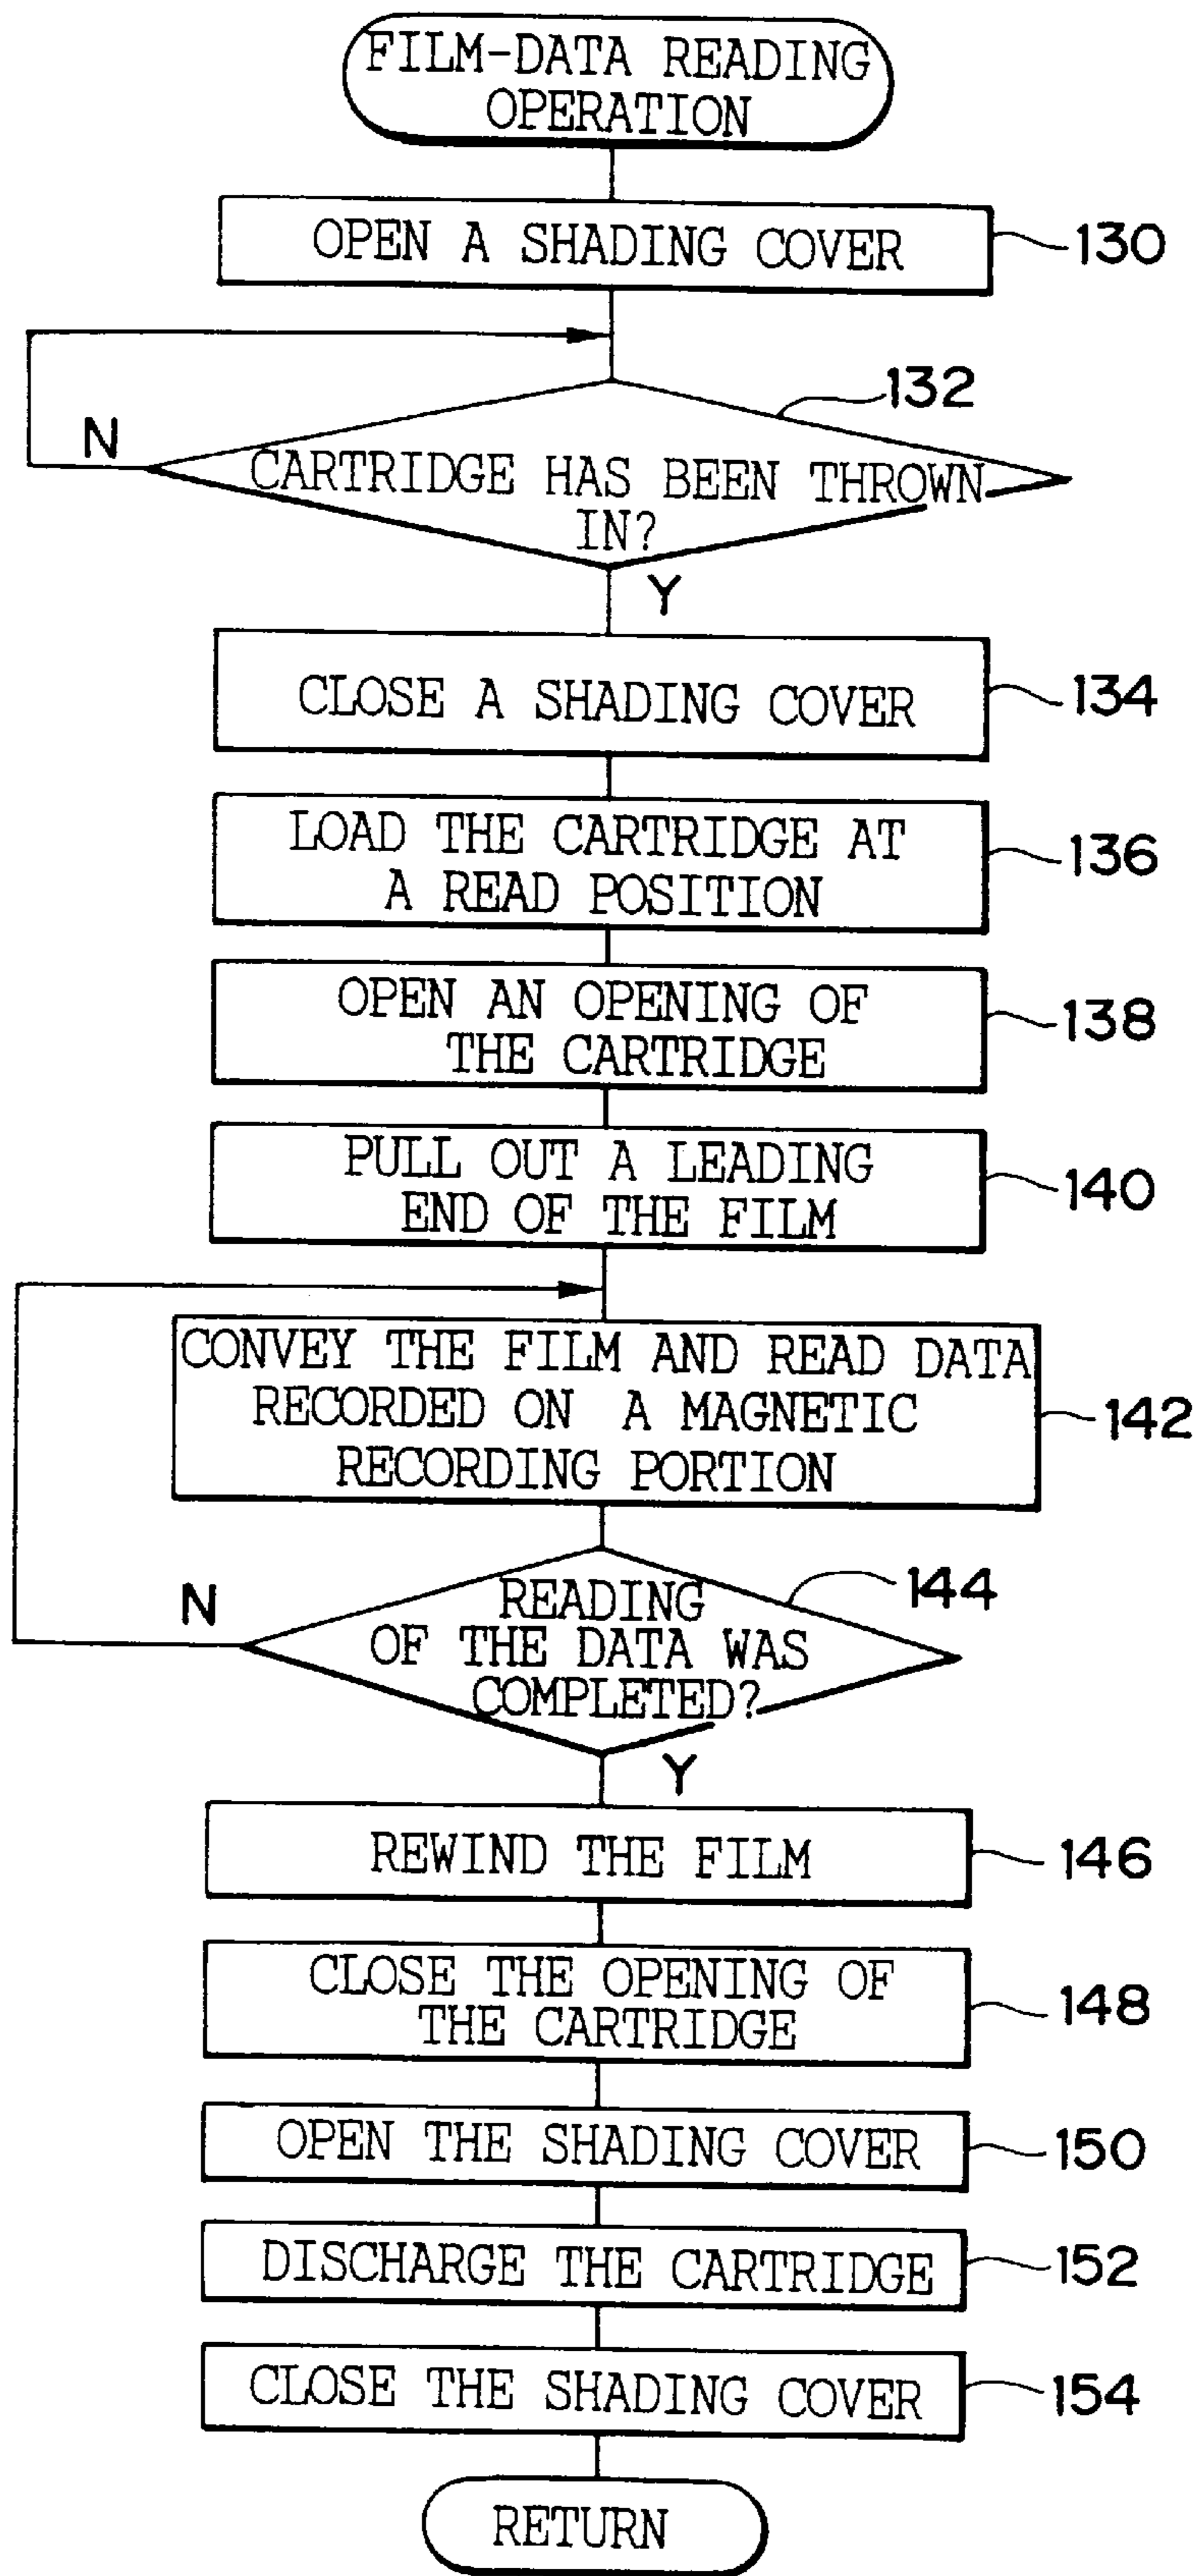 FILM-DATA READING
OPERATION
OPEN A SHADING COVER
130
132
N
CARTRIDGE HAS BEEN THROWN
IN?
Y
CLOSE A SHADING COVER
134
LOAD THE CARTRIDGE AT
A READ POSITION
136
OPEN AN OPENING OF
THE CARTRIDGE
138
PULL OUT A LEADING
END OF THE FILM
140
CONVEY THE FILM AND READ DATA
RECORDED ON A MAGNETIC
RECORDING PORTION
142
144
N
READING
OF THE DATA WAS
COMPLETED?
Y
REWIND THE FILM
146
CLOSE THE OPENING OF
THE CARTRIDGE
148
OPEN THE SHADING COVER
150
DISCHARGE THE CARTRIDGE
152
CLOSE THE SHADING COVER
154
RETURN